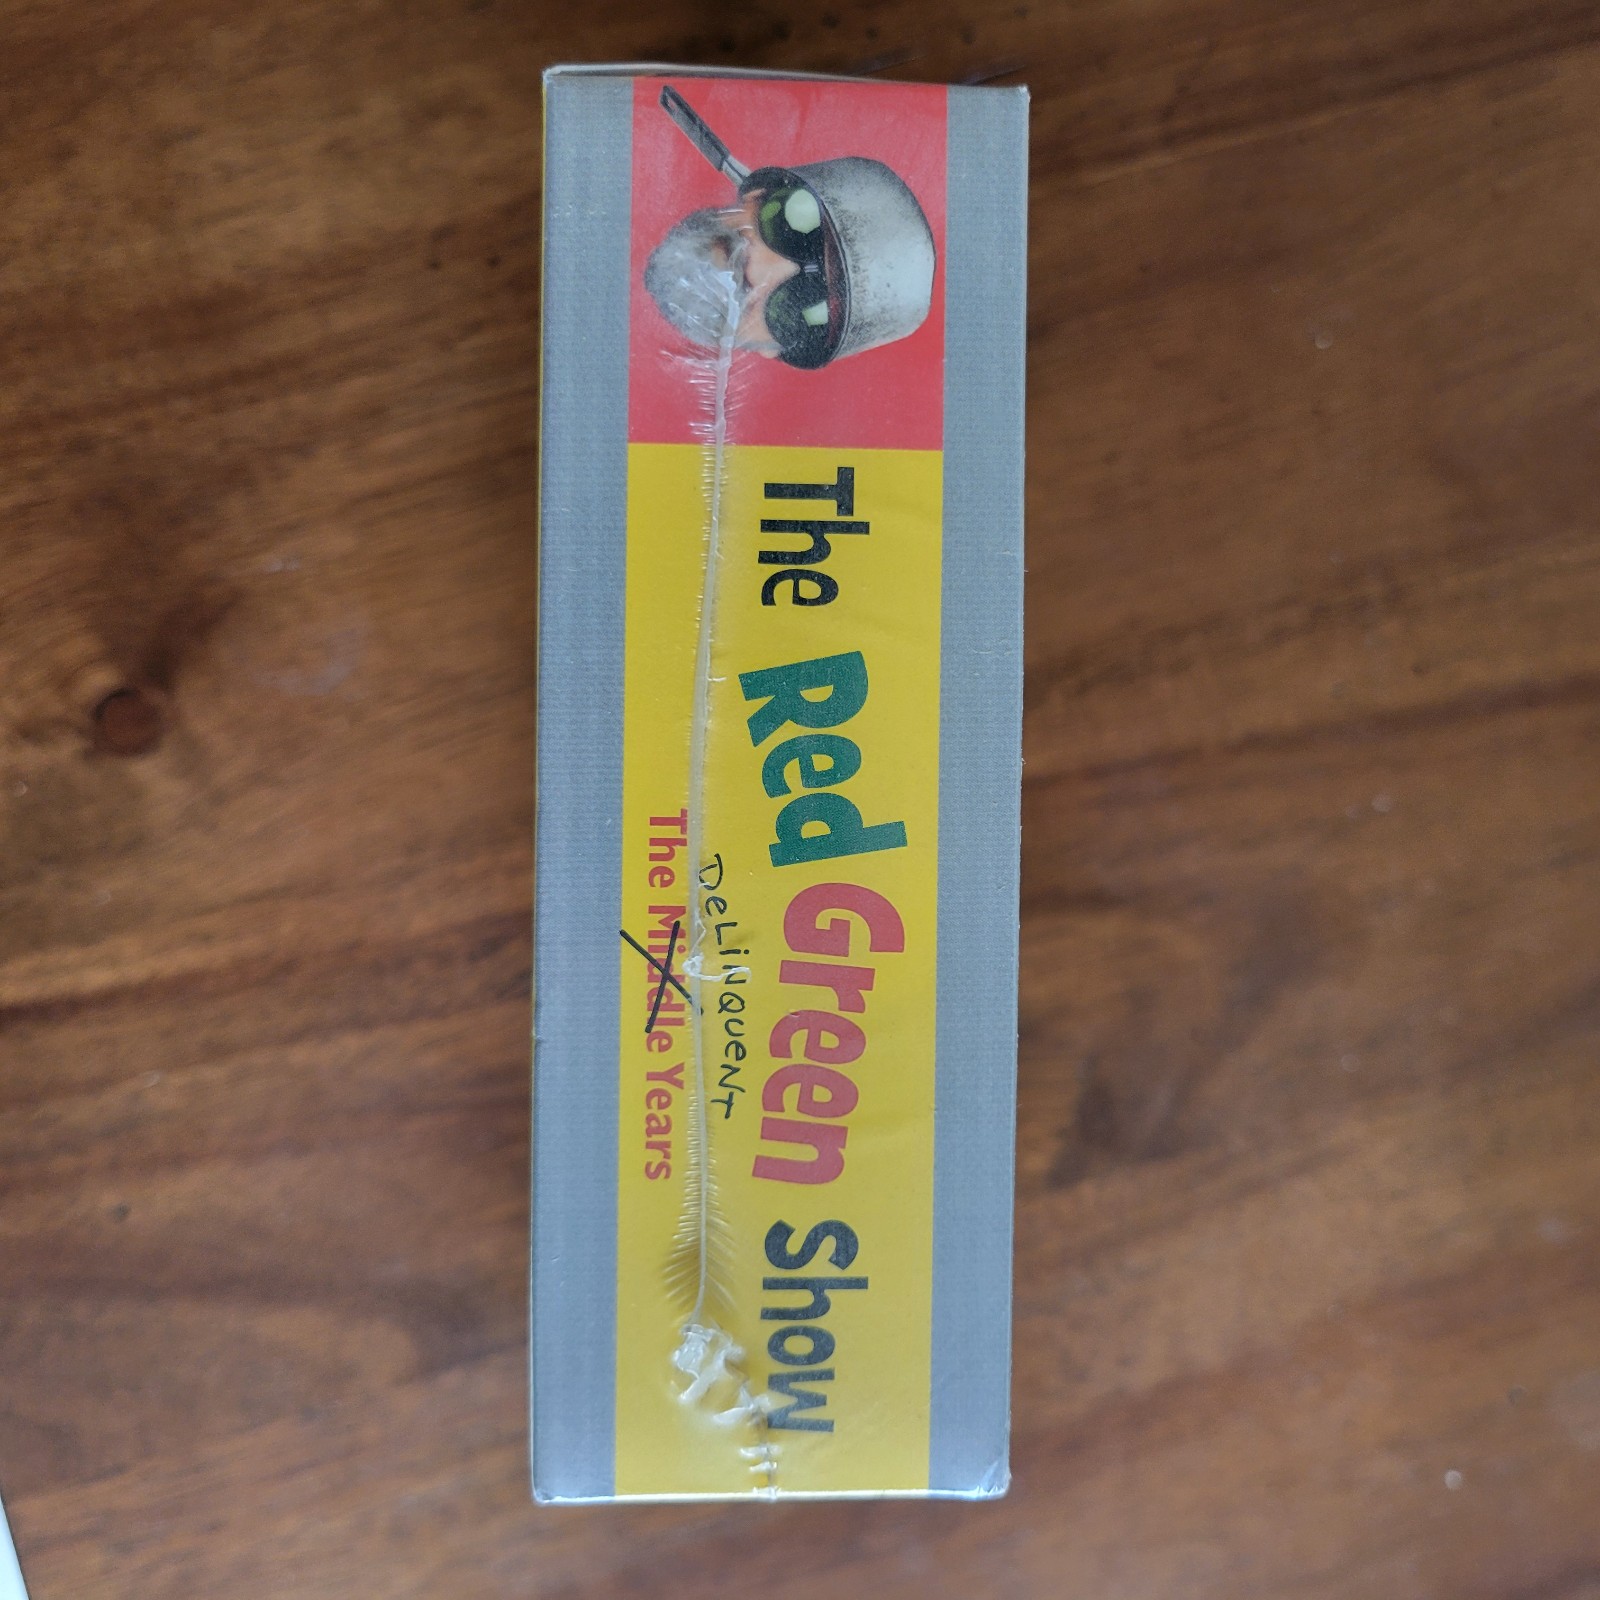 The Red Green Show
DeLiNQUeNT
The Middle Years